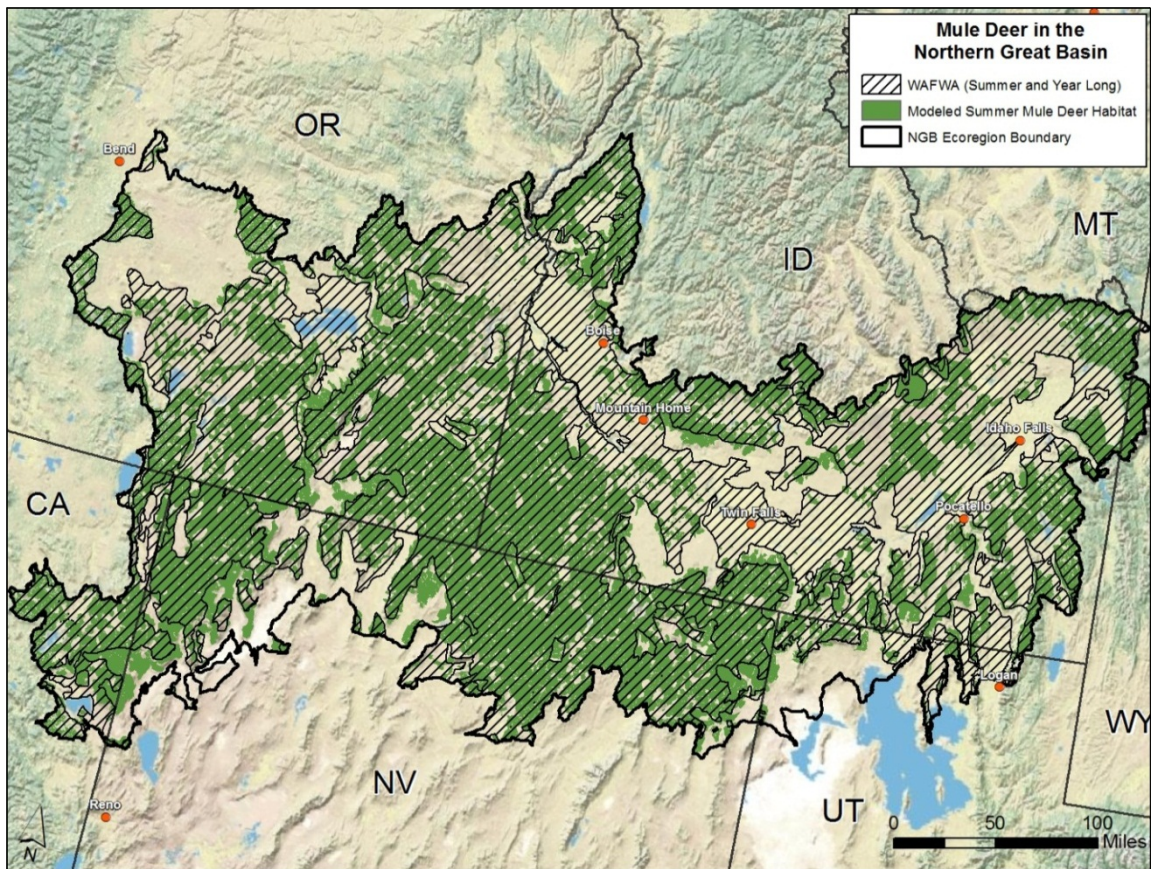 Mule Deer in the
Northern Great Basin
WAFWA (Summer and Year Long)
Modeled Summer Mule Deer Habitat
NGB Ecoregion Boundary
OR
Bend
MT
ID
Boise
Mountain Home
Idaho Falls
CA
Twin Falls
Pocatello
Logan
WY
NV
Reno
UT
0 50 100
Miles
N